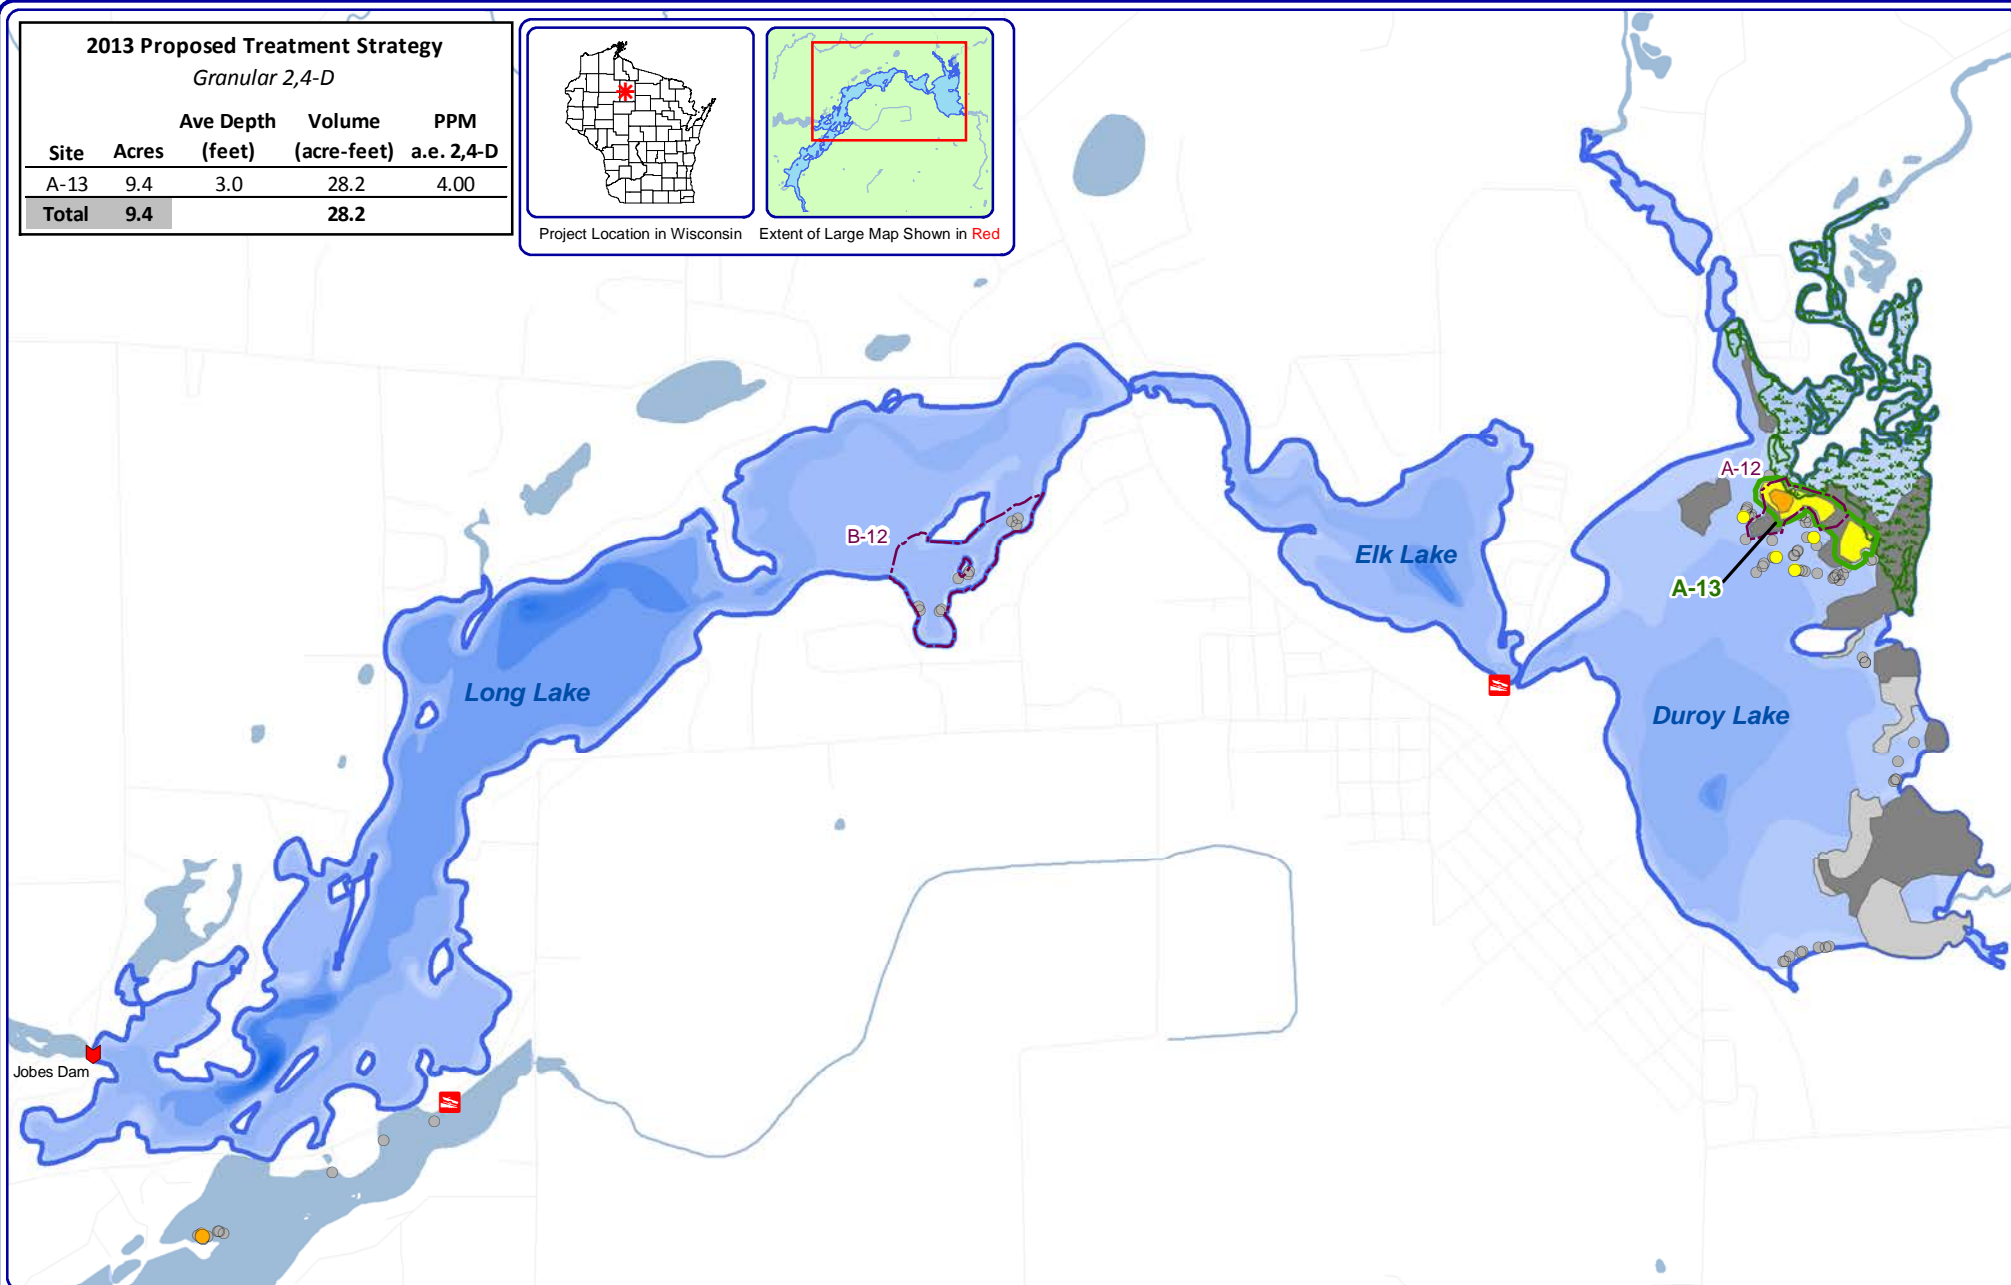 2013 Proposed Treatment Strategy
Granular 2,4-D
Site Acres Ave Depth (feet) Volume (acre-feet) PPM a.e. 2,4-D
A-13 9.4 3.0 28.2 4.00
Total 9.4 28.2
Project Location in Wisconsin
Extent of Large Map Shown in Red
A-12
B-12
Elk Lake
A-13
Long Lake
Duroy Lake
Jobes Dam